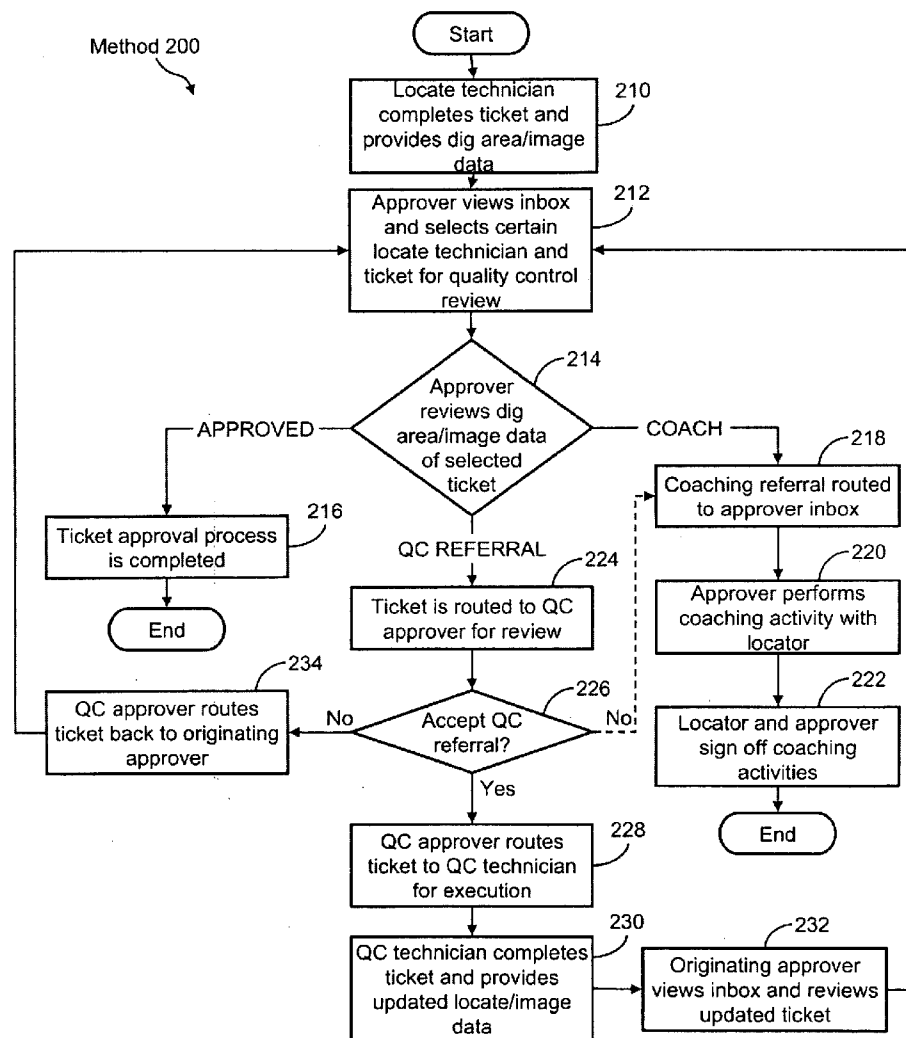 Start
Method 200
210
Locate technician
completes ticket and
provides dig area/image
data
212
Approver views inbox
and selects certain
locate technician and
ticket for quality control
review
214
Approver
reviews dig
area/image data
of selected
ticket
APPROVED
COACH
218
Coaching referral routed
to approver inbox
216
Ticket approval process
is completed
End
QC REFERRAL
224
Ticket is routed to QC
approver for review
220
Approver performs
coaching activity with
locator
234
QC approver routes
ticket back to originating
approver
226
No
Accept QC
referral?
No
Yes
222
Locator and approver
sign off coaching
activities
End
228
QC approver routes
ticket to QC technician
for execution
230
QC technician completes
ticket and provides
updated locate/image
data
232
Originating approver
views inbox and reviews
updated ticket